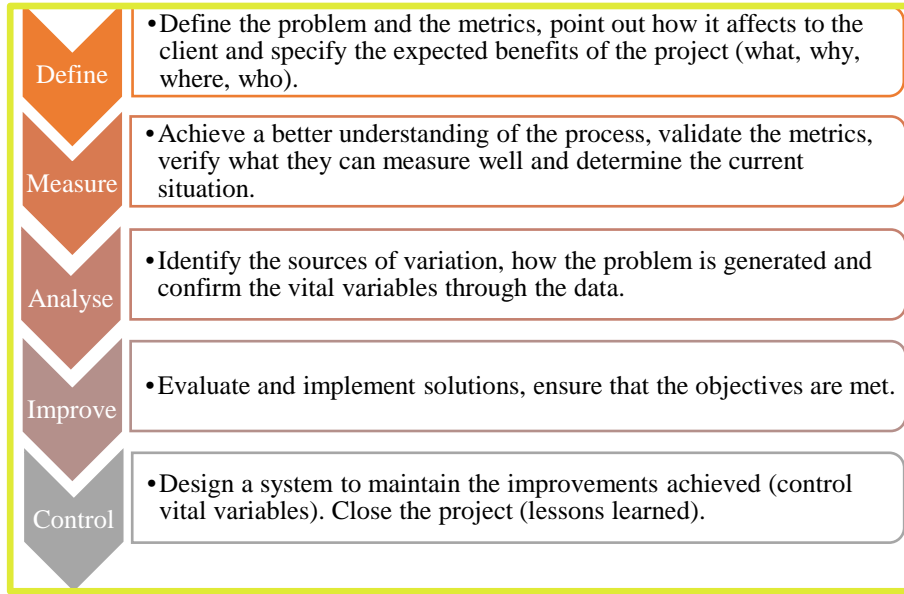 Define
•Define the problem and the metrics, point out how it affects to the
client and specify the expected benefits of the project (what, why,
where, who).
Measure
•Achieve a better understanding of the process, validate the metrics,
verify what they can measure well and determine the current
situation.
Analyse
•Identify the sources of variation, how the problem is generated and
confirm the vital variables through the data.
Improve
•Evaluate and implement solutions, ensure that the objectives are met.
Control
•Design a system to maintain the improvements achieved (control
vital variables). Close the project (lessons learned).